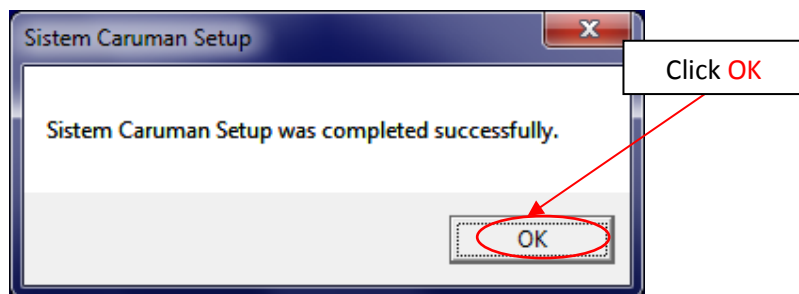 Sistem Caruman Setup
Click OK
Sistem Caruman Setup was completed successfully.
OK